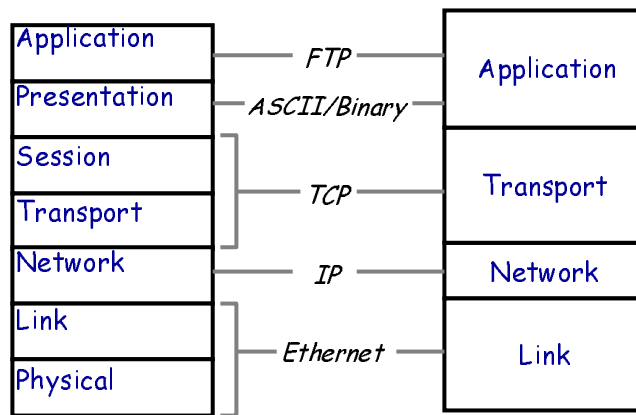 Application
Presentation
Session
Transport
Network
Link
Physical
FTP
ASCII/Binary
TCP
IP
Ethernet
Application
Transport
Network
Link